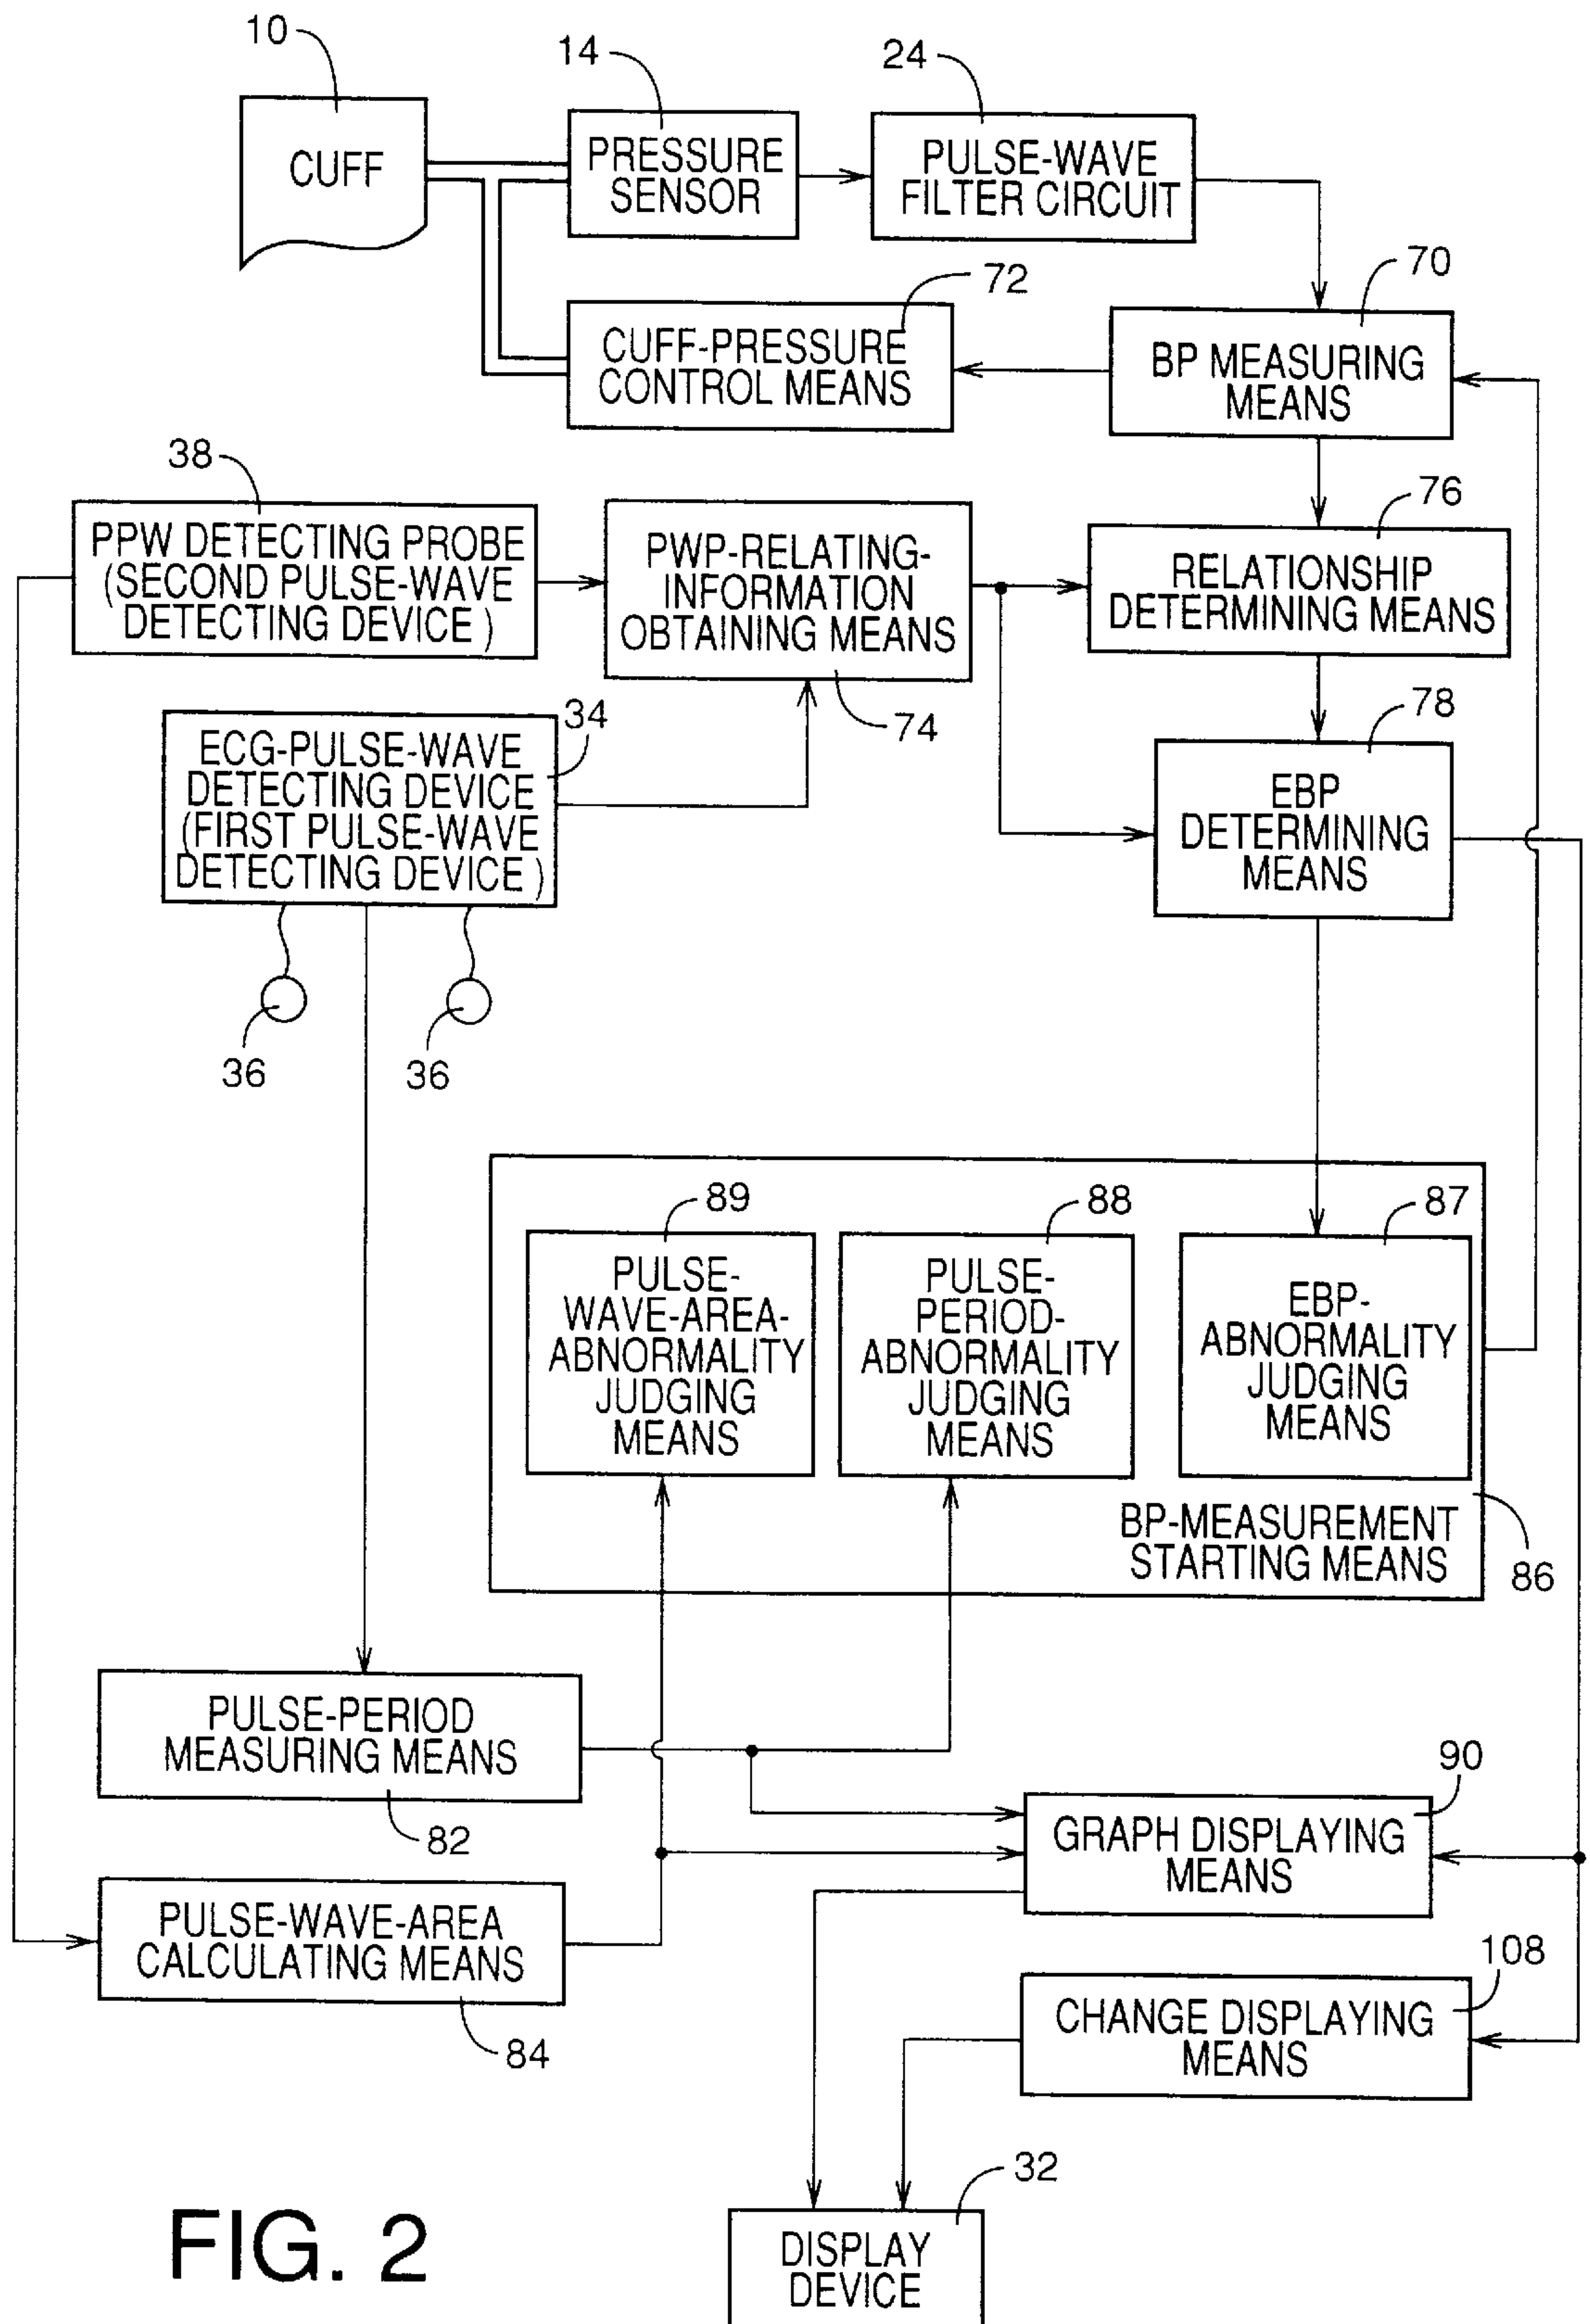 10
14
24
CUFF
PRESSURE
SENSOR
PULSE-WAVE
FILTER CIRCUIT
72
70
CUFF-PRESSURE
CONTROL MEANS
BP MEASURING
MEANS
38
76
PPW DETECTING PROBE
(SECOND PULSE-WAVE
DETECTING DEVICE)
PWP-RELATING-
INFORMATION
OBTAINING MEANS
RELATIONSHIP
DETERMINING MEANS
34
74
78
ECG-PULSE-WAVE
DETECTING DEVICE
(FIRST PULSE-WAVE
DETECTING DEVICE)
EBP
DETERMINING
MEANS
36
36
89
88
87
PULSE-
WAVE-AREA-
ABNORMALITY
JUDGING
MEANS
PULSE-
PERIOD-
ABNORMALITY
JUDGING
MEANS
EBP-
ABNORMALITY
JUDGING
MEANS
BP-MEASUREMENT
STARTING MEANS
86
PULSE-PERIOD
MEASURING MEANS
82
90
GRAPH DISPLAYING
MEANS
PULSE-WAVE-AREA
CALCULATING MEANS
84
108
CHANGE DISPLAYING
MEANS
32
DISPLAY
DEVICE
FIG. 2